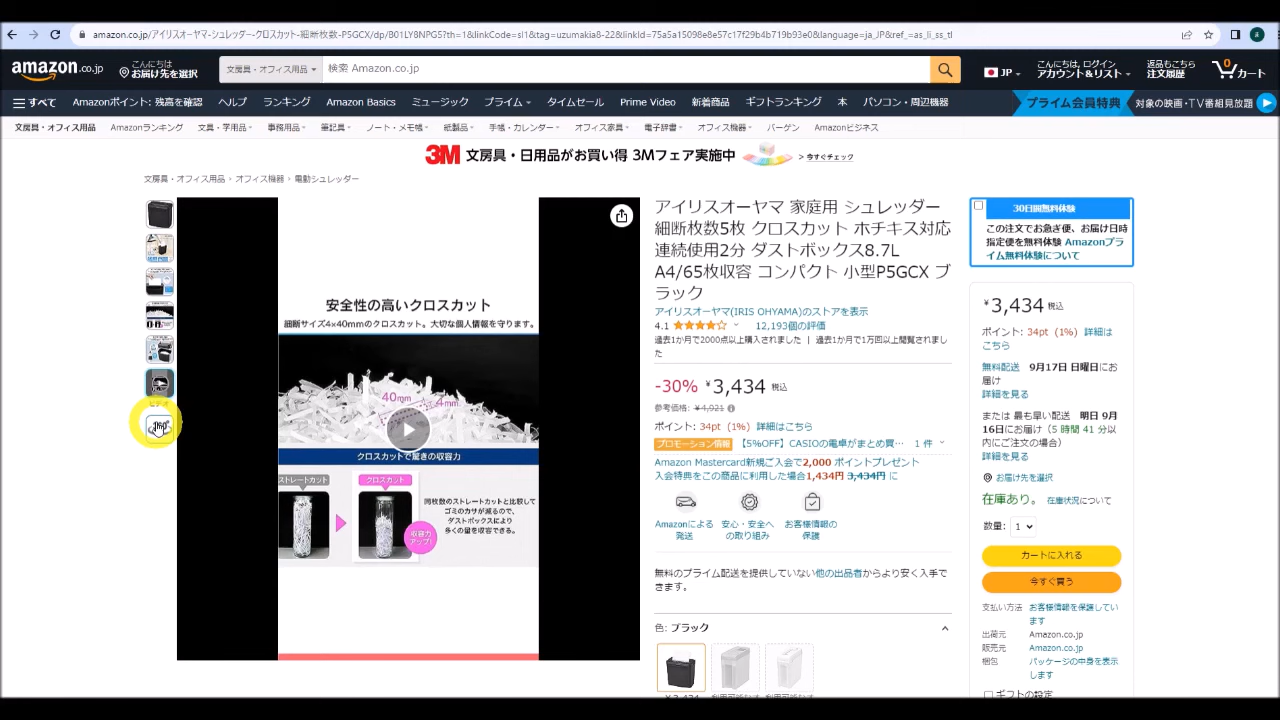 amazon.co.jp/アイリスオーヤマ-シュレッダー-クロスカット-細断枚数-P5GCX/dp/B01LY8NPG5?th=1&linkCode=sl1&tag=uzumakia8-22&linkId=75a5a15098e8e57c17f29b4b719b93e0&language=ja_JP&ref_=as_li_ss_tl
amazon.co.jp
こんにちは
お届け先を選択
文房具・オフィス用品
検索 Amazon.co.jp
JP
こんにちは, ログイン
アカウント&リスト
返品もこちら
注文履歴
0
カート
すべて
Amazonポイント: 残高を確認
ヘルプ
ランキング
Amazon Basics
ミュージック
プライム
タイムセール
Prime Video
新着商品
ギフトランキング
本
パソコン・周辺機器
プライム会員特典
対象の映画・TV番組見放題
文房具・オフィス用品
Amazonランキング
文具・学用品
事務用品
筆記具
ノート・メモ帳
紙製品
手帳・カレンダー
オフィス家具
電子辞書
オフィス機器
バーゲン
Amazonビジネス
3M 文房具・日用品がお買い得 3Mフェア実施中
> 今すぐチェック
文房具・オフィス用品 › オフィス機器 › 電動シュレッダー
安全性の高いクロスカット
細断サイズ4×40mmのクロスカット。大切な個人情報を守ります。
40mm
4mm
クロスカットで驚きの収容力
ストレートカット
クロスカット
同枚数のストレートカットと比較して
ゴミのカサが減るので、
ダストボックスにより
多くの量を収容できる。
収容力
アップ!
アイリスオーヤマ 家庭用 シュレッダー
細断枚数5枚 クロスカット ホチキス対応
連続使用2分 ダストボックス8.7L
A4/65枚収容 コンパクト 小型P5GCX ブ
ラック
アイリスオーヤマ(IRIS OHYAMA)のストアを表示
4.1
12,193個の評価
過去1か月で2000点以上購入されました | 過去1か月で1万回以上閲覧されまし
た
-30% ¥3,434 税込
参考価格: ¥4,921
ポイント: 34pt (1%) 詳細はこちら
プロモーション情報 【5%OFF】CASIOの電卓がまとめ買… 1 件
Amazon Mastercard新規ご入会で2,000 ポイントプレゼント
入会特典をこの商品に利用した場合1,434円 3,434円 に
Amazonによる
発送
安心・安全へ
の取り組み
お客様情報の
保護
無料のプライム配送を提供していない他の出品者からより安く入手で
きます。
色: ブラック
30日間無料体験
この注文でお急ぎ便、お届け日時
指定便を無料体験 Amazonプラ
イム無料体験について
¥3,434 税込
ポイント: 34pt (1%) 詳細は
こちら
無料配送 9月17日 日曜日にお
届け
詳細を見る
または 最も早い配送 明日 9月
16日にお届け(5 時間 41 分以
内にご注文の場合)
詳細を見る
お届け先を選択
在庫あり。 在庫状況について
数量: 1
カートに入れる
今すぐ買う
支払い方法 お客様情報を保護してい
ます
出荷元 Amazon.co.jp
販売元 Amazon.co.jp
梱包 パッケージの中身を表示
します
ギフトの設定